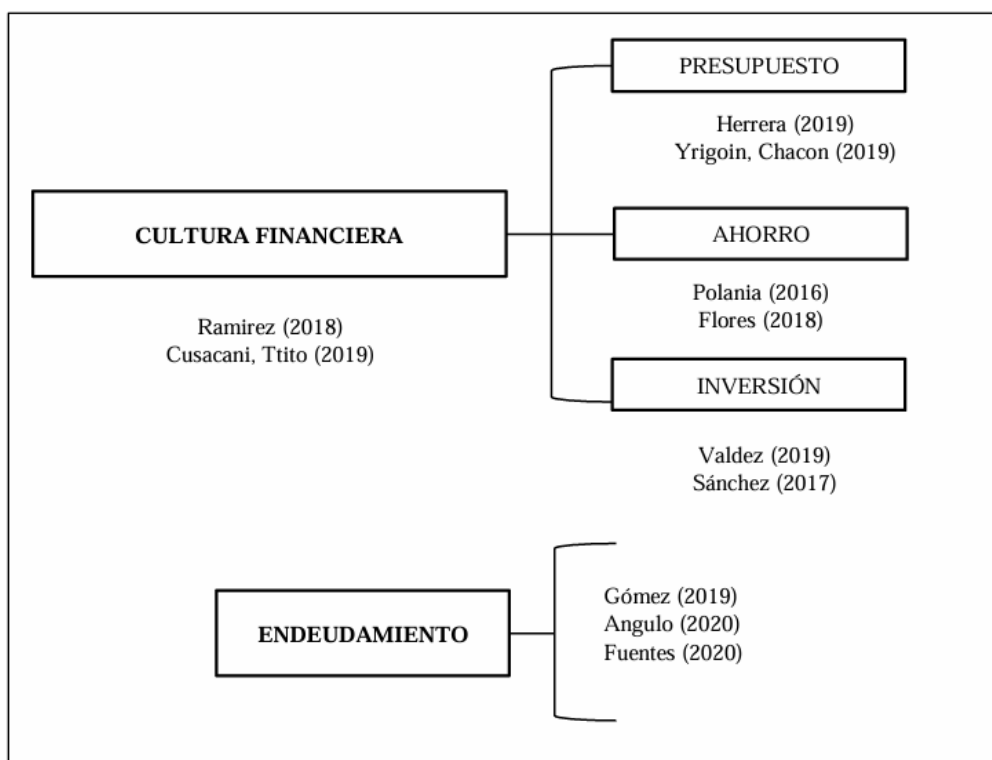 PRESUPUESTO
Herrera (2019)
Yrigoin, Chacon (2019)
CULTURA FINANCIERA
Ramirez (2018)
Cusacani, Ttito (2019)
AHORRO
Polania (2016)
Flores (2018)
INVERSIÓN
Valdez (2019)
Sánchez (2017)
ENDEUDAMIENTO
Gómez (2019)
Angulo (2020)
Fuentes (2020)